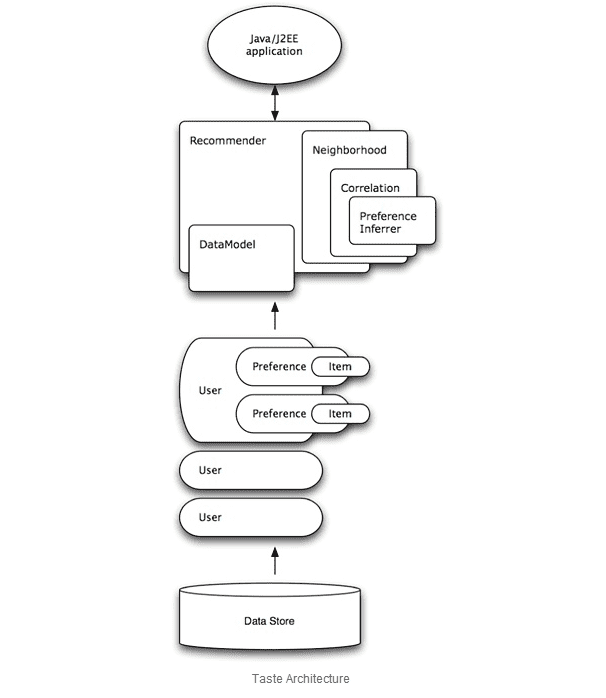 Java/J2EE
application
Recommender
Neighborhood
Correlation
Preference
Inferrer
DataModel
User
Preference
Item
Preference
Item
User
User
Data Store
Taste Architecture